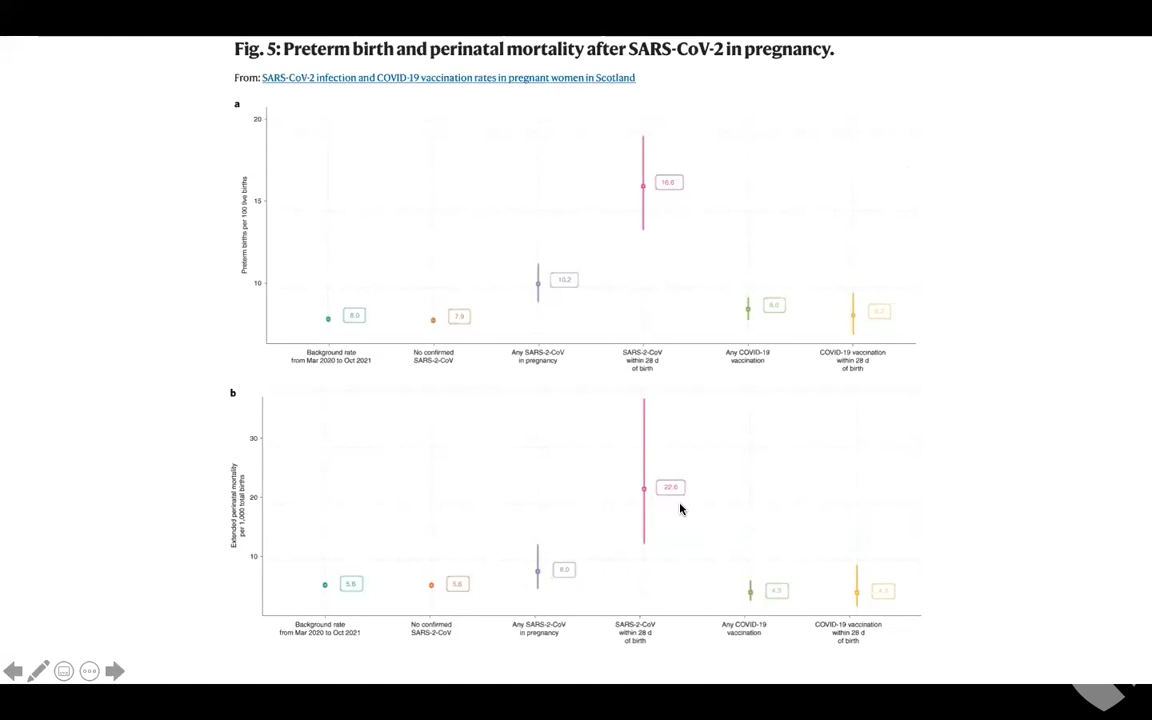 Fig. 5: Preterm birth and perinatal mortality after SARS-CoV-2 in pregnancy.
From: SARS-CoV-2 infection and COVID-19 vaccination rates in pregnant women in Scotland
a
20
15
10
Preterm births per 100 live births
8.0
7.9
10.2
16.6
8.6
8.2
Background rate
from Mar 2020 to Oct 2021
No confirmed
SARS-2-CoV
Any SARS-2-CoV
in pregnancy
SARS-2-CoV
within 28 d
of birth
Any COVID-19
vaccination
COVID-19 vaccination
within 28 d
of birth
b
30
20
10
Extended perinatal mortality
per 1,000 total births
5.6
5.6
8.0
22.6
4.3
4.3
Background rate
from Mar 2020 to Oct 2021
No confirmed
SARS-2-CoV
Any SARS-2-CoV
in pregnancy
SARS-2-CoV
within 28 d
of birth
Any COVID-19
vaccination
COVID-19 vaccination
within 28 d
of birth